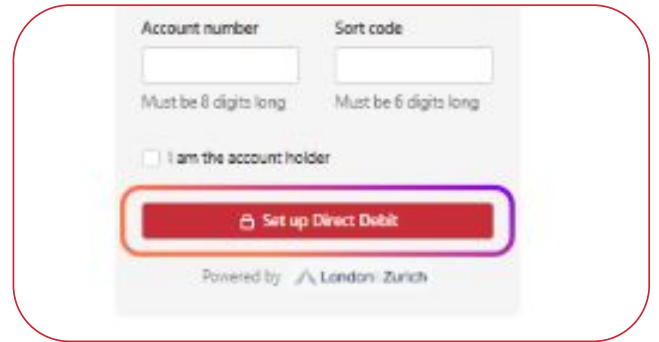 Account number Sort code
Must be 8 digits long Must be 6 digits long
I am the account holder
Set up Direct Debit
Powered by London Zurich